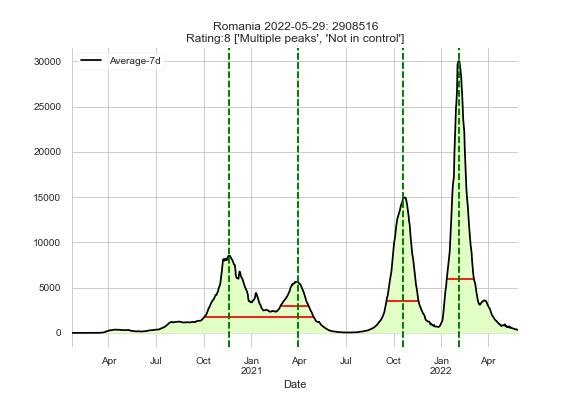 Romania 2022-05-29: 2908516
Rating:8 ['Multiple peaks', 'Not in control']
Average-7d
30000
25000
20000
15000
10000
5000
0
Apr Jul Oct Jan Apr Jul Oct Jan Apr
2021 2022
Date